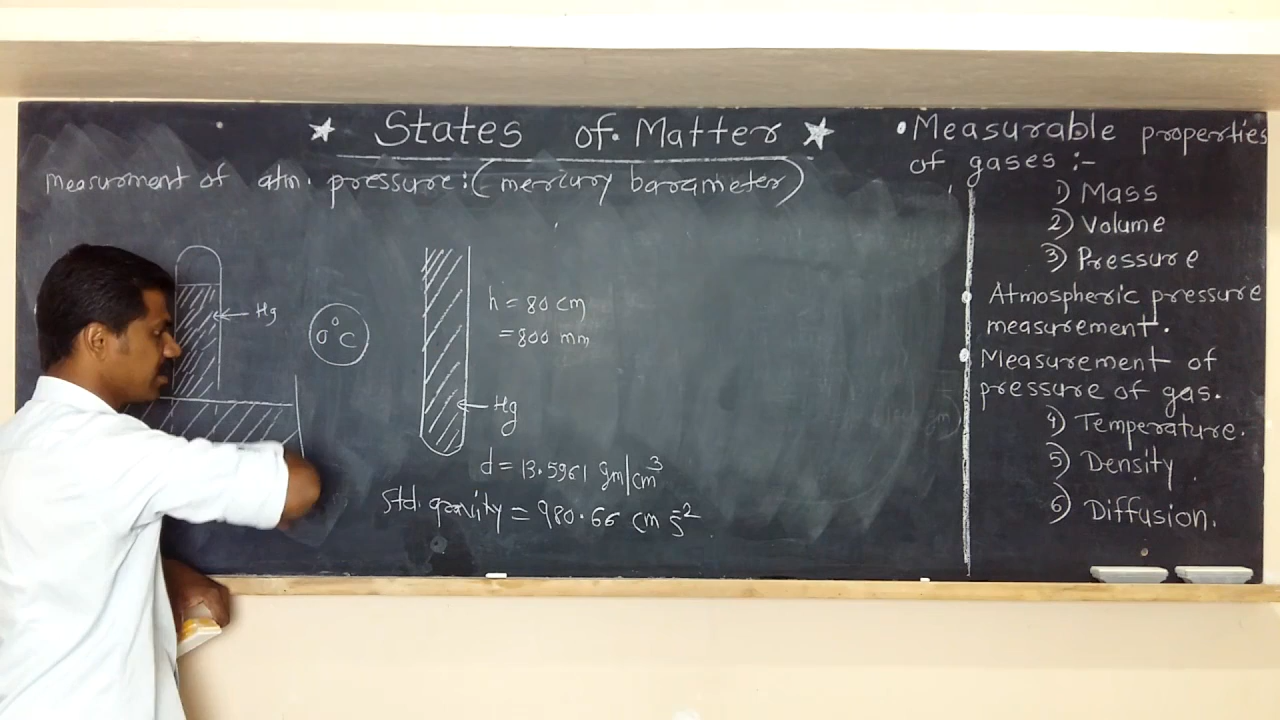 States of Matter
measurment of atm. pressure:(mercury barameter)
Hg
0°C
h = 80 cm
= 800 mm
Hg
d = 13.5961 gm/cm³
Std. gravity = 980.66 cm s̄²
• Measurable properties
of gases :-
1) Mass
2) Volume
3) Pressure
Atmospheric pressure
measurement.
Measurement of
pressure of gas.
4) Temperature.
5) Density
6) Diffusion.